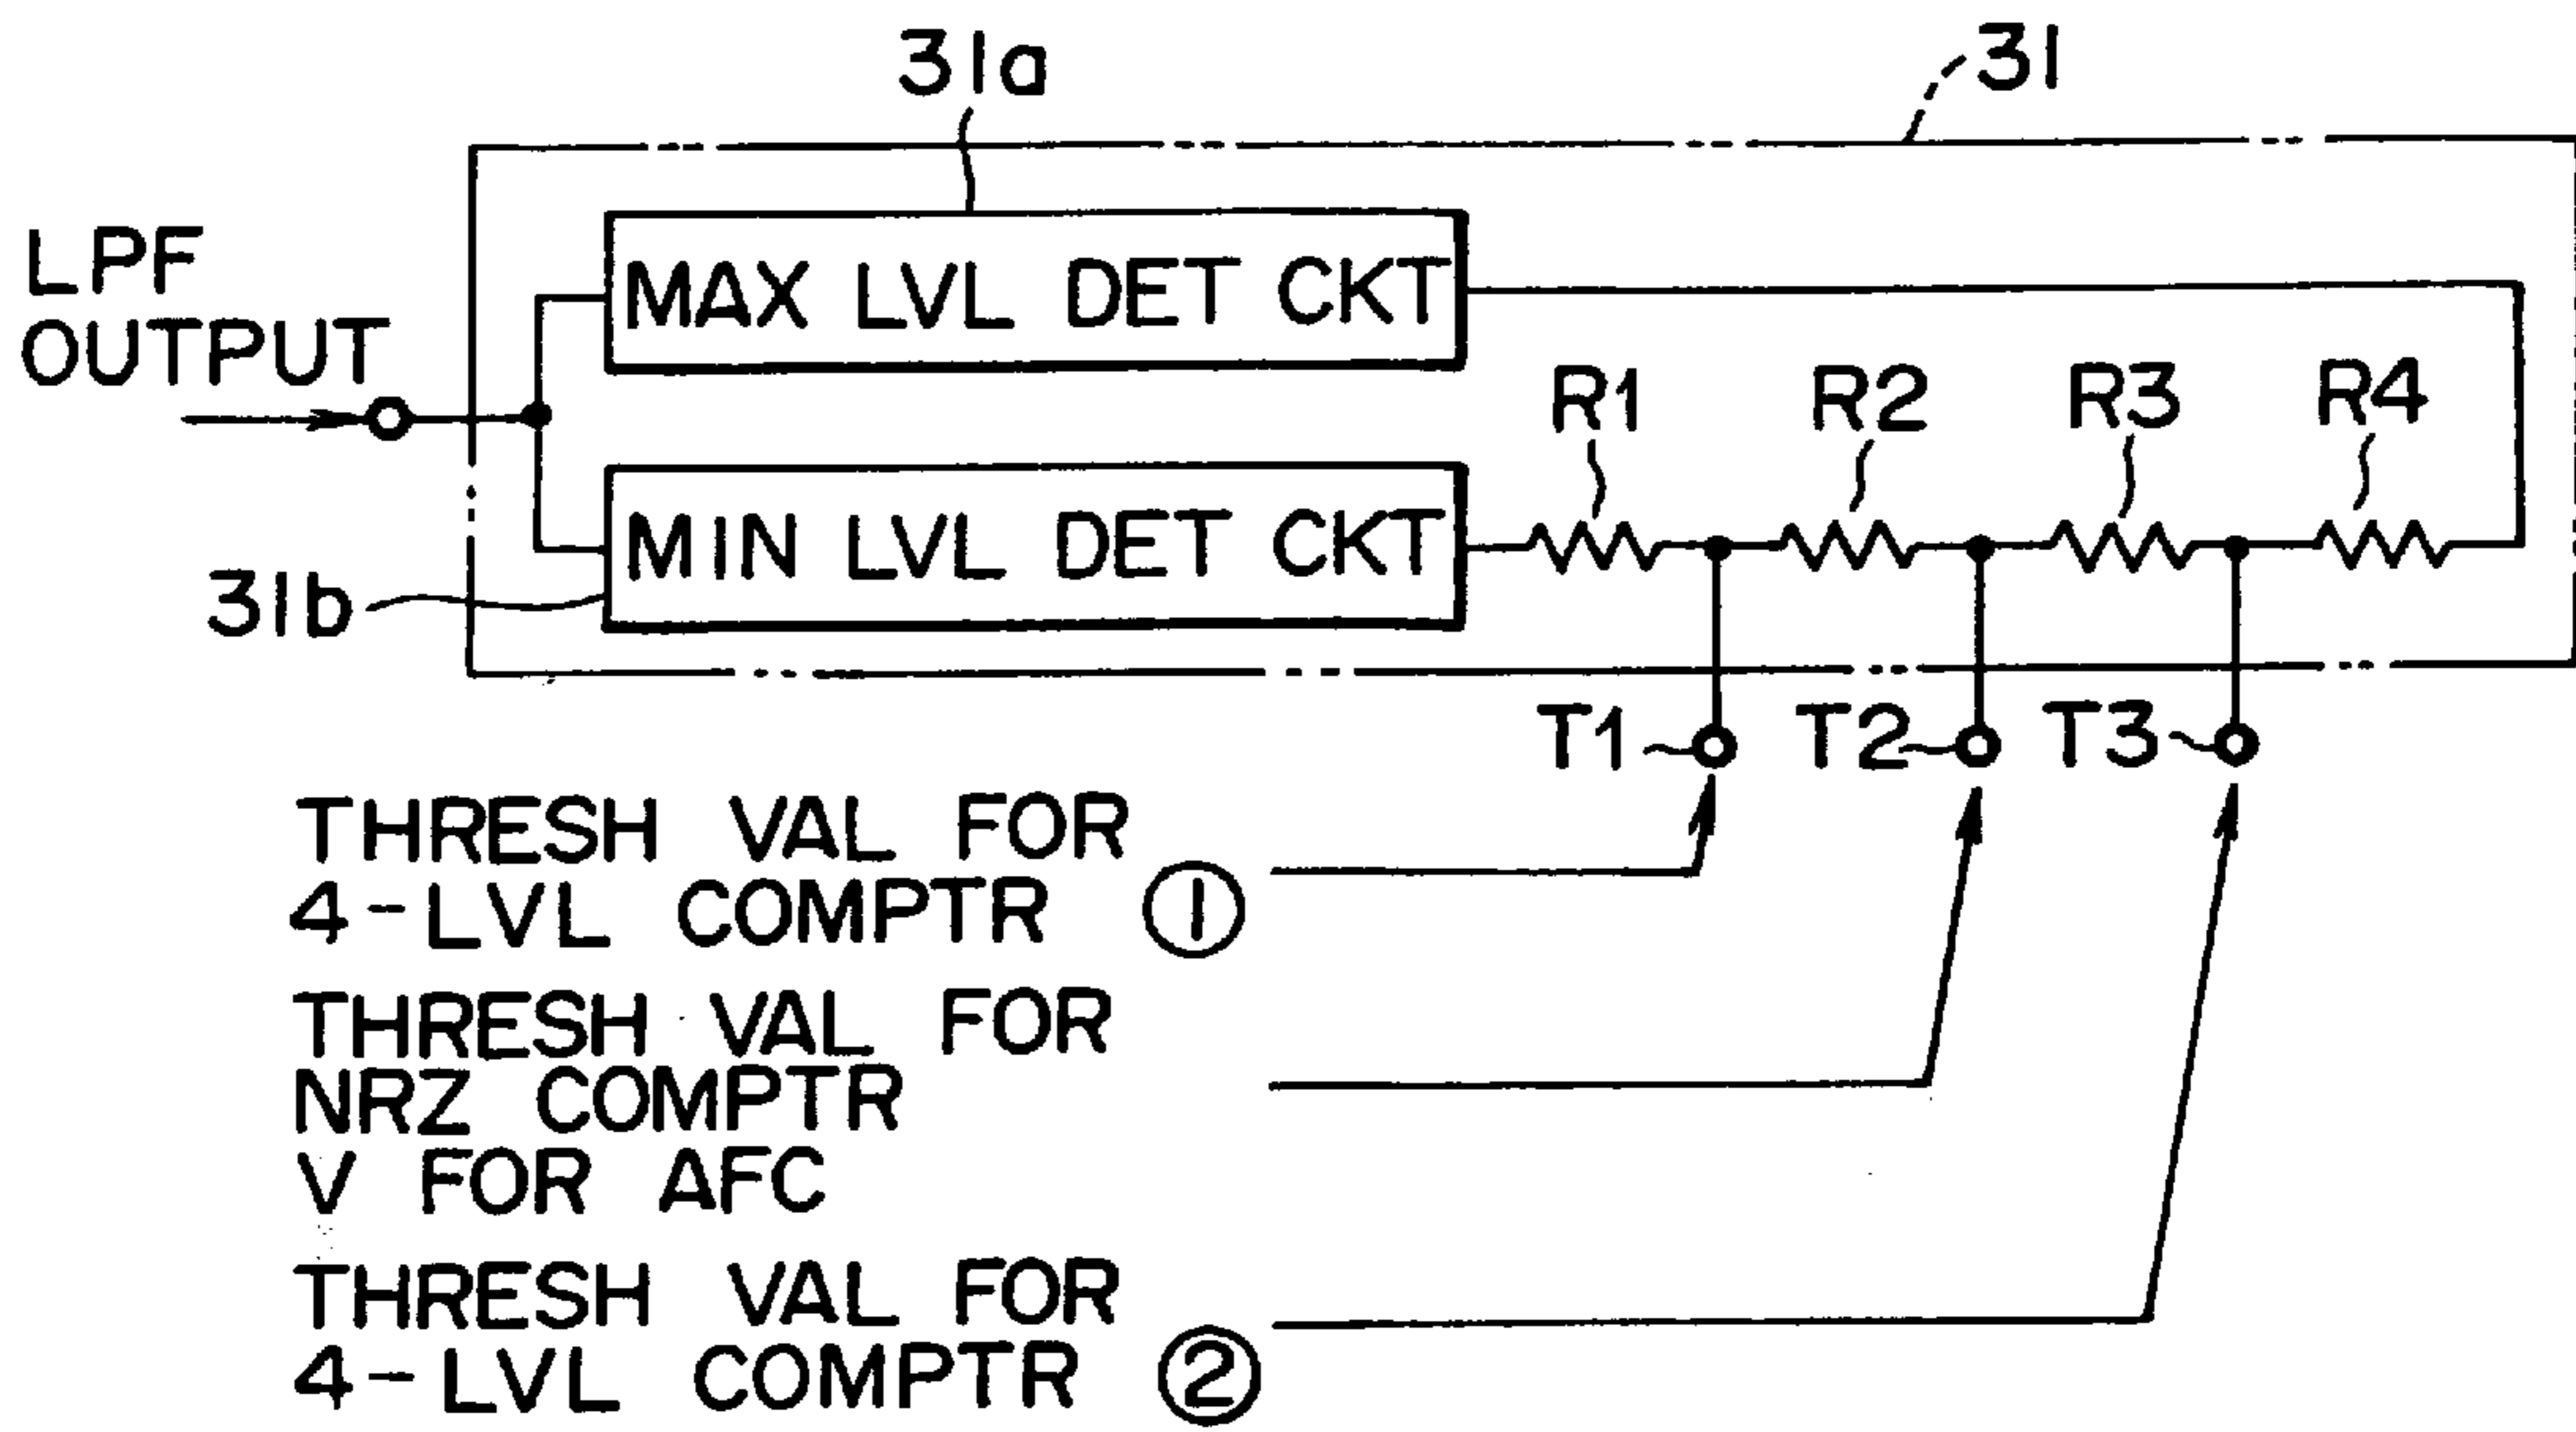 31a
31
LPF
OUTPUT
MAX LVL DET CKT
R1 R2 R3 R4
MIN LVL DET CKT
31b
T1 T2 T3
THRESH VAL FOR
4-LVL COMPTR ①
THRESH VAL FOR
NRZ COMPTR
V FOR AFC
THRESH VAL FOR
4-LVL COMPTR ②